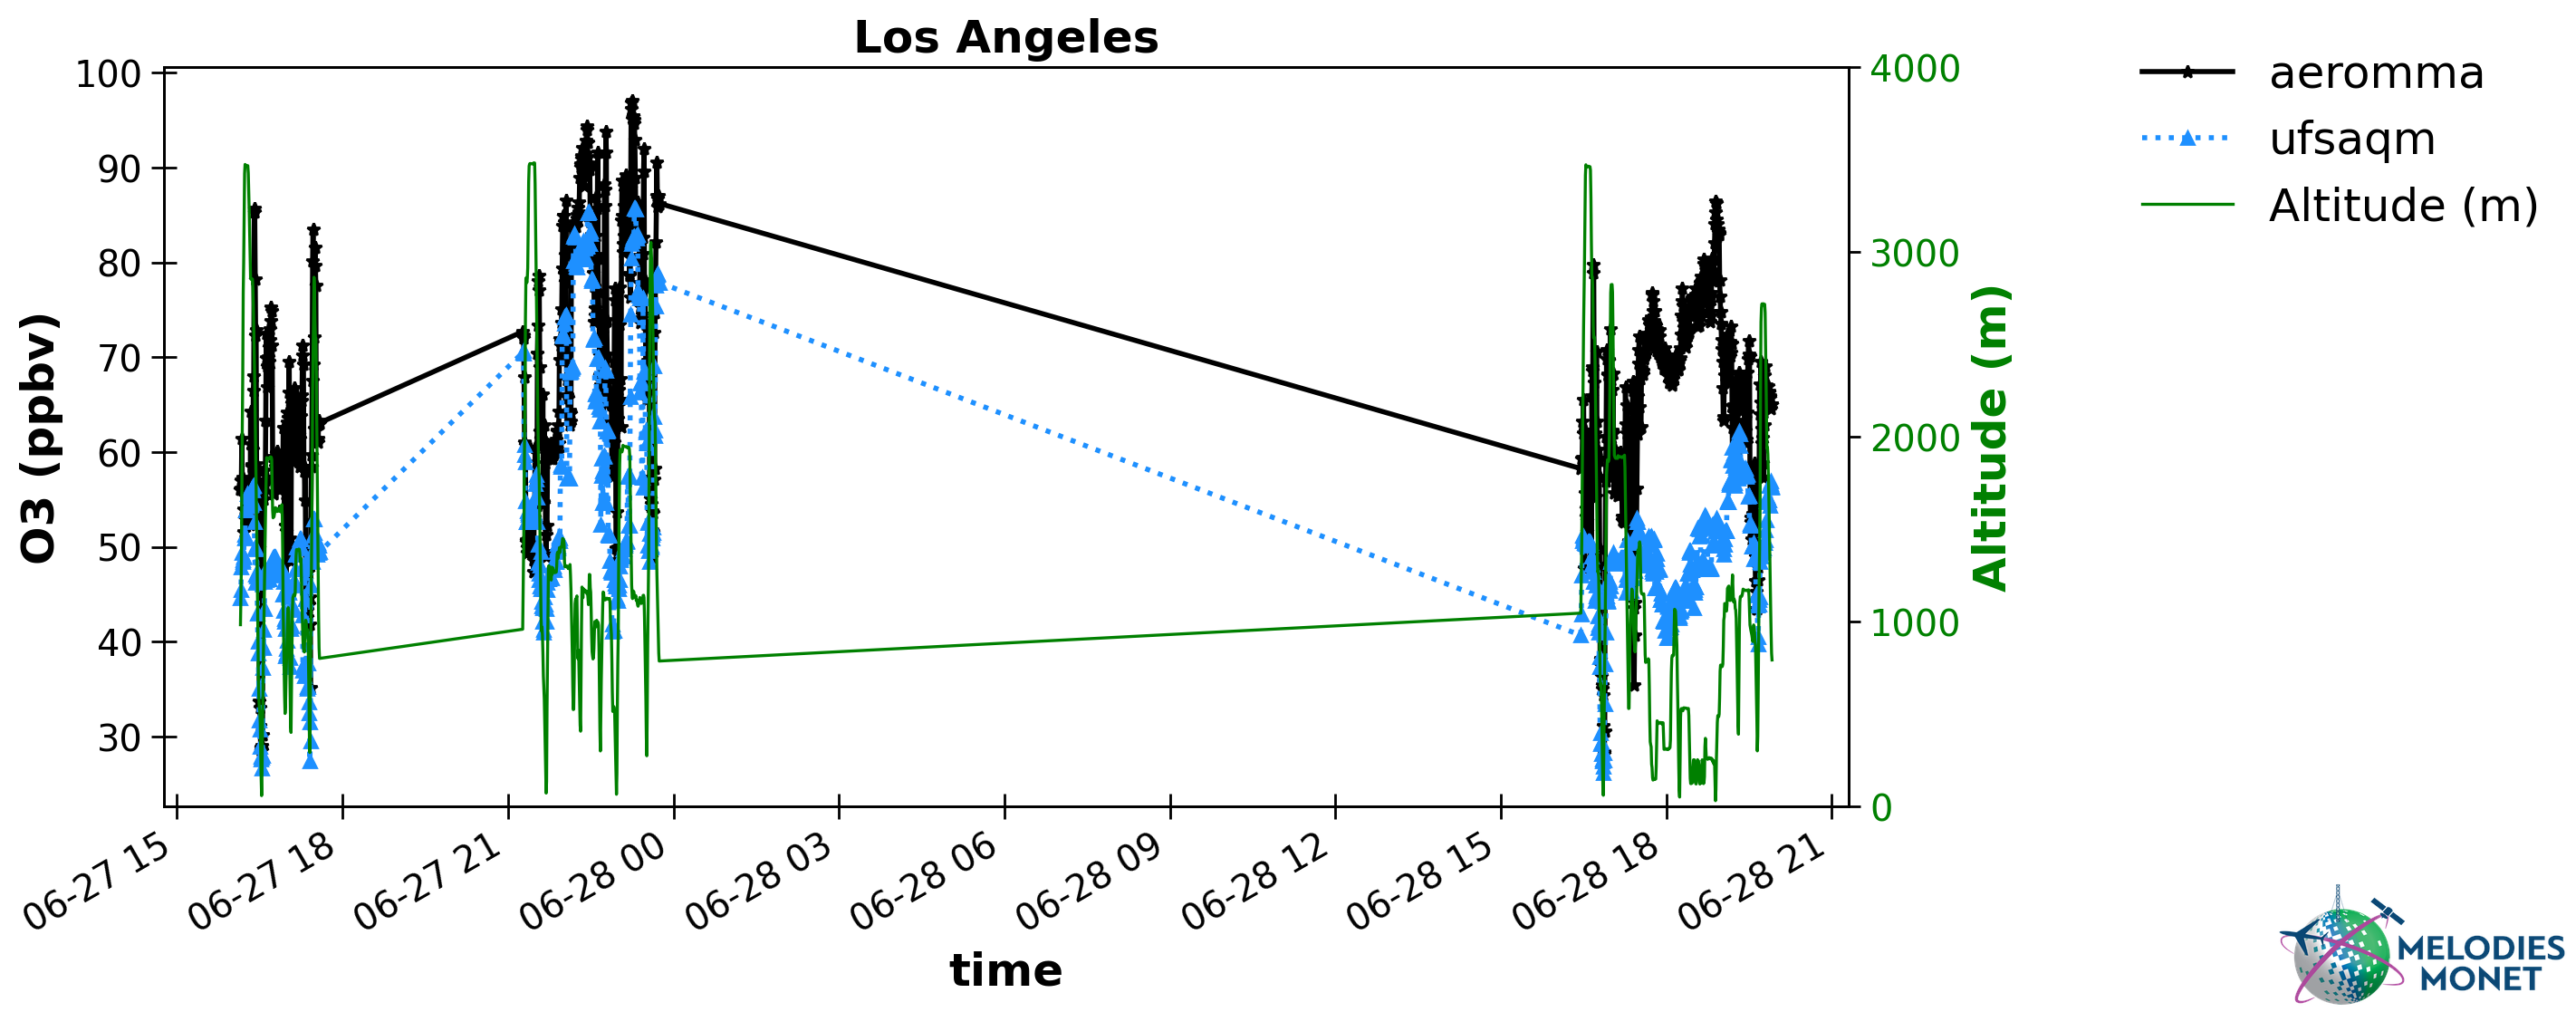 Los Angeles
100
90
80
70
60
50
40
30
O3 (ppbv)
4000
3000
2000
1000
0
Altitude (m)
06-27 15
06-27 18
06-27 21
06-28 00
06-28 03
06-28 06
06-28 09
06-28 12
06-28 15
06-28 18
06-28 21
time
aeromma
ufsaqm
Altitude (m)
MELODIES
MONET